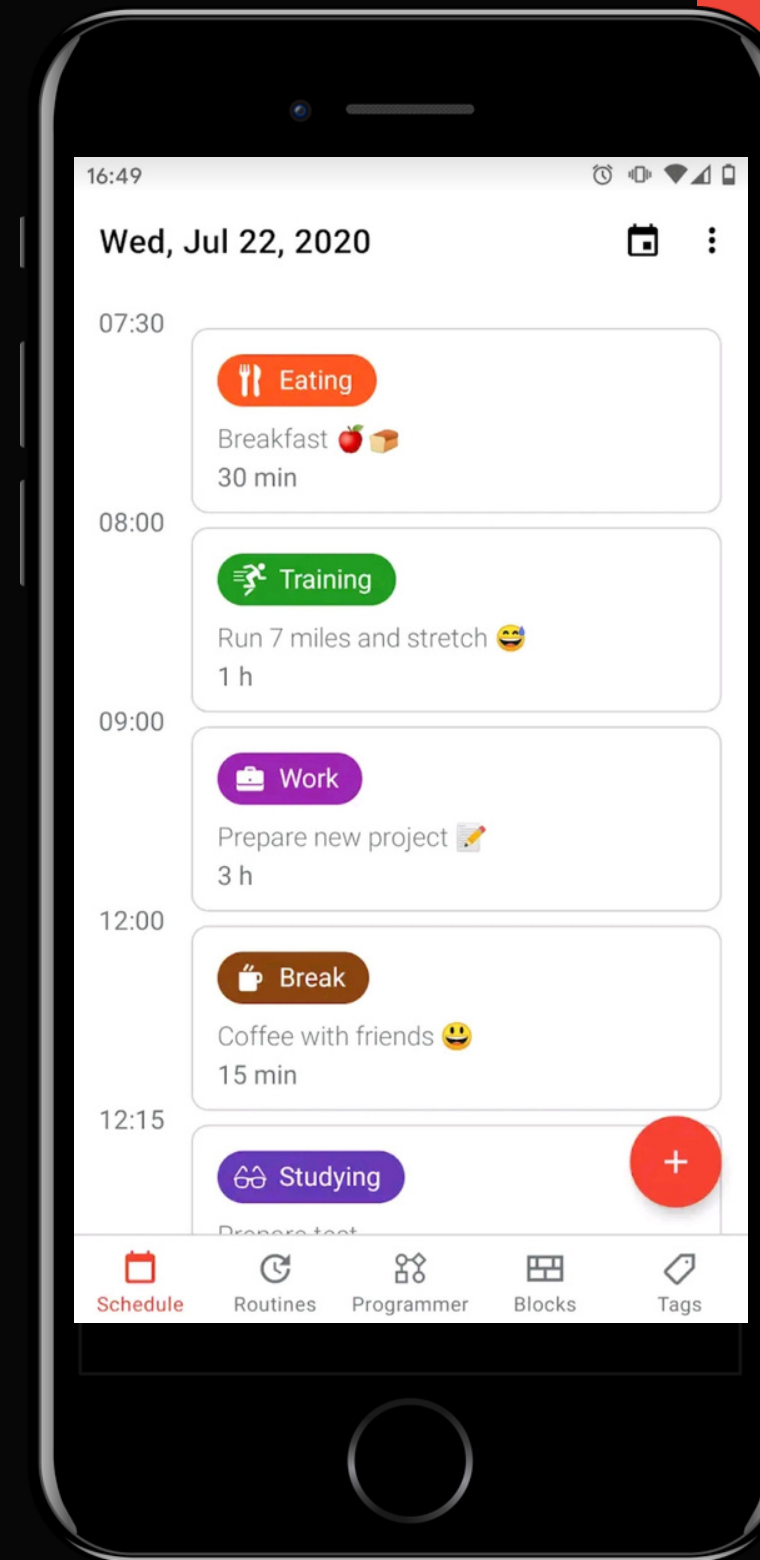 16:49
Wed, Jul 22, 2020
07:30
Eating
Breakfast 🍎🍞
30 min
08:00
Training
Run 7 miles and stretch 😅
1 h
09:00
Work
Prepare new project 📝
3 h
12:00
Break
Coffee with friends 😃
15 min
12:15
Studying
Prepare test
Schedule Routines Programmer Blocks Tags